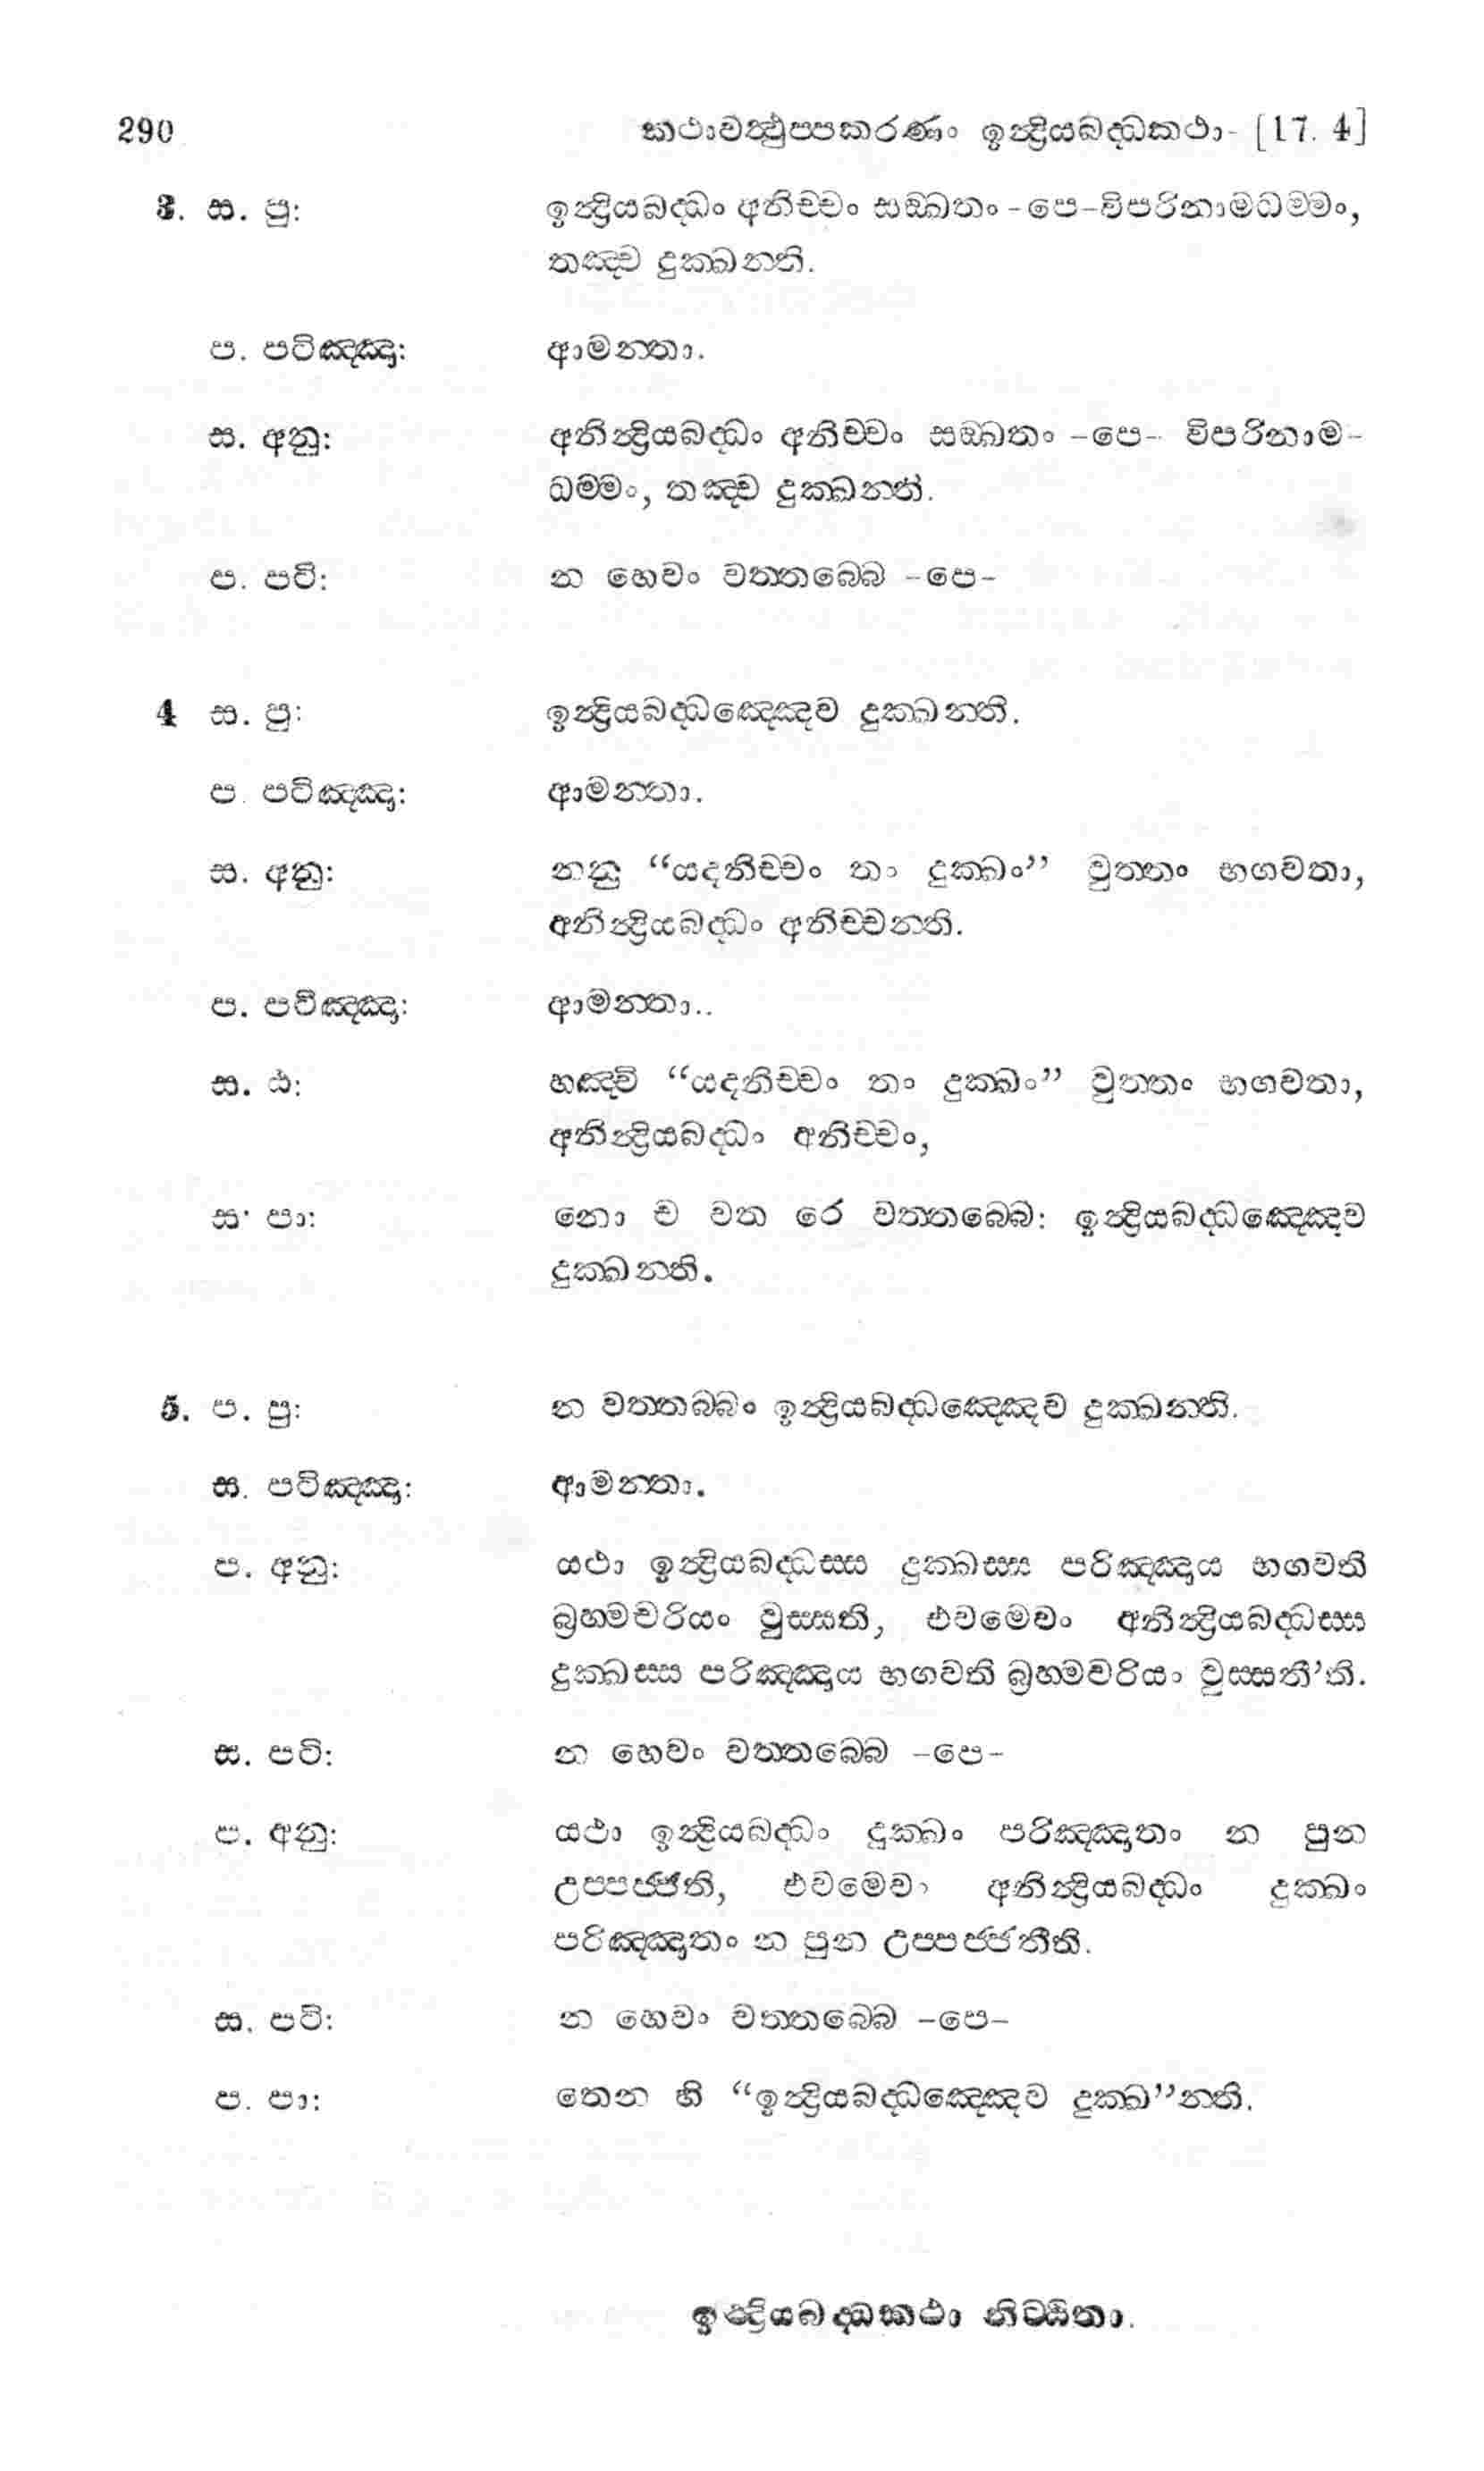 290 කථාවත්‍ථුප්පකරණං ඉන්‍ද්‍රියබද්‍ධකථා- [17. 4]
3. ස. පු: ඉන්‍ද්‍රියබද්‍ධං අනිච්චං සඞ්ඛතං -පෙ-විපරිනාමධම්මං,
තඤ්ච දුක්ඛන්ති.
ප. පටිඤ්ඤා: ආමන්තා.
ස. අනු: අනින්‍ද්‍රියබද්‍ධං අනිච්චං සඞ්ඛතං -පෙ- විපරිනාම-
ධම්මං, තඤ්ච දුක්ඛන්ති.
ප. පටි: න හෙවං වත්තබ්බෙ -පෙ-
4 ස. පු: ඉන්‍ද්‍රියබද්‍ධඤ්ඤෙව දුක්ඛන්ති.
ප. පටිඤ්ඤා: ආමන්තා.
ස. අනු: නනු “යදනිච්චං තං දුක්ඛං” වුත්තං භගවතා,
අනින්‍ද්‍රියබද්‍ධං අනිච්චන්ති.
ප. පටිඤ්ඤා: ආමන්තා..
ස. ඨ: හඤ්චි “යදනිච්චං තං දුක්ඛං” වුත්තං භගවතා,
අනින්‍ද්‍රියබද්‍ධං අනිච්චං,
ස. පා: නො ච වත රෙ වත්තබ්බෙ: ඉන්‍ද්‍රියබද්‍ධඤ්ඤෙව
දුක්ඛන්ති.
5. ප. පු: න වත්තබ්බං ඉන්‍ද්‍රියබද්‍ධඤ්ඤෙව දුක්ඛන්ති.
ස. පටිඤ්ඤා: ආමන්තා.
ප. අනු: යථා ඉන්‍ද්‍රියබද්‍ධස්ස දුක්ඛස්ස පරිඤ්ඤාය භගවති
බ්‍රහ්මචරියං වුස්සති, එවමෙවං අනින්‍ද්‍රියබද්‍ධස්ස
දුක්ඛස්ස පරිඤ්ඤාය භගවති බ්‍රහ්මචරියං වුස්සතී’ති.
ස. පටි: න හෙවං වත්තබ්බෙ -පෙ-
ප. අනු: යථා ඉන්‍ද්‍රියබද්‍ධං දුක්ඛං පරිඤ්ඤාතං න පුන
උප්පජ්ජති, එවමෙවං අනින්‍ද්‍රියබද්‍ධං දුක්ඛං
පරිඤ්ඤාතං න පුන උප්පජ්ජතීති.
ස. පටි: න හෙවං වත්තබ්බෙ -පෙ-
ප. පා: තෙන හි “ඉන්‍ද්‍රියබද්‍ධඤ්ඤෙව දුක්ඛ”න්ති.
ඉන්‍ද්‍රියබද්‍ධකථා නිට්ඨිතා.